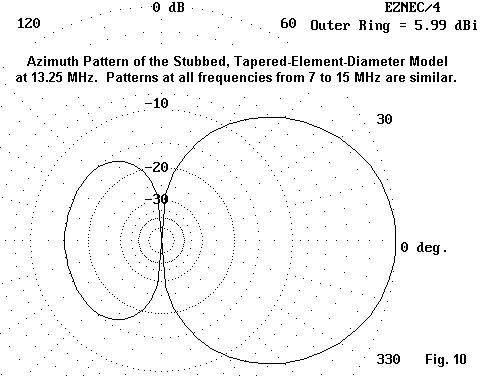 0 dB
EZNEC/4
120
60
Outer Ring = 5.99 dBi
Azimuth Pattern of the Stubbed, Tapered-Element-Diameter Model
at 13.25 MHz. Patterns at all frequencies from 7 to 15 MHz are similar.
-10
30
-20
-30
0 deg.
330
Fig. 10